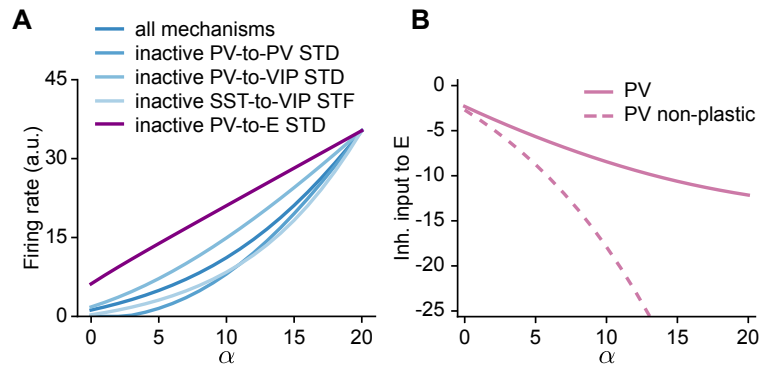 A
all mechanisms
inactive PV-to-PV STD
inactive PV-to-VIP STD
inactive SST-to-VIP STF
inactive PV-to-E STD
Firing rate (a.u.)
45
30
15
0
0 5 10 15 20
α
B
PV
PV non-plastic
Inh. input to E
0
-5
-10
-15
-20
-25
0 5 10 15 20
α